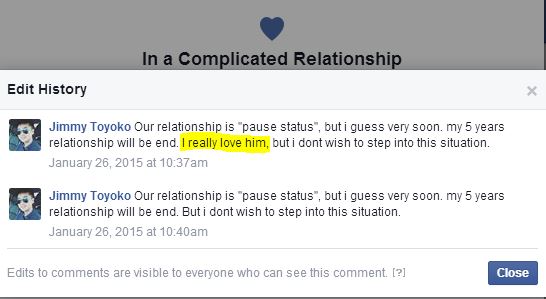 In a Complicated Relationship
Edit History
×
Jimmy Toyoko Our relationship is "pause status", but i guess very soon. my 5 years
relationship will be end. I really love him, but i dont wish to step into this situation.
January 26, 2015 at 10:37am
Jimmy Toyoko Our relationship is "pause status", but i guess very soon. my 5 years
relationship will be end. But i dont wish to step into this situation.
January 26, 2015 at 10:40am
Edits to comments are visible to everyone who can see this comment. [?]
Close